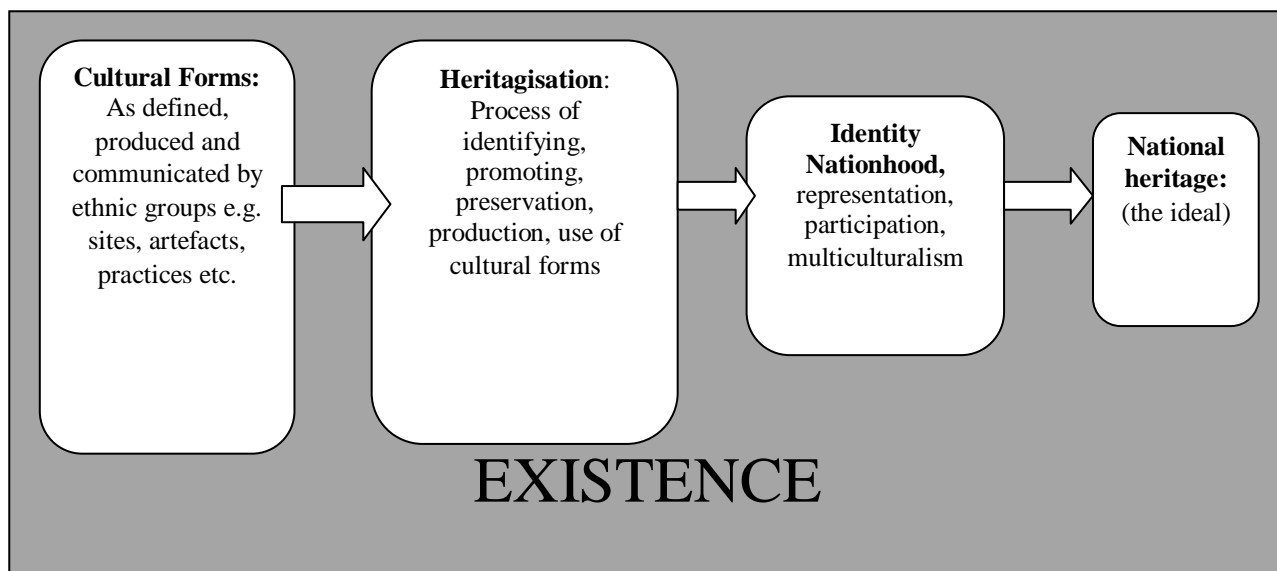 Cultural Forms:
As defined,
produced and
communicated by
ethnic groups e.g.
sites, artefacts,
practices etc.
Heritagisation:
Process of
identifying,
promoting,
preservation,
production, use of
cultural forms
Identity
Nationhood,
representation,
participation,
multiculturalism
National
heritage:
(the ideal)
EXISTENCE